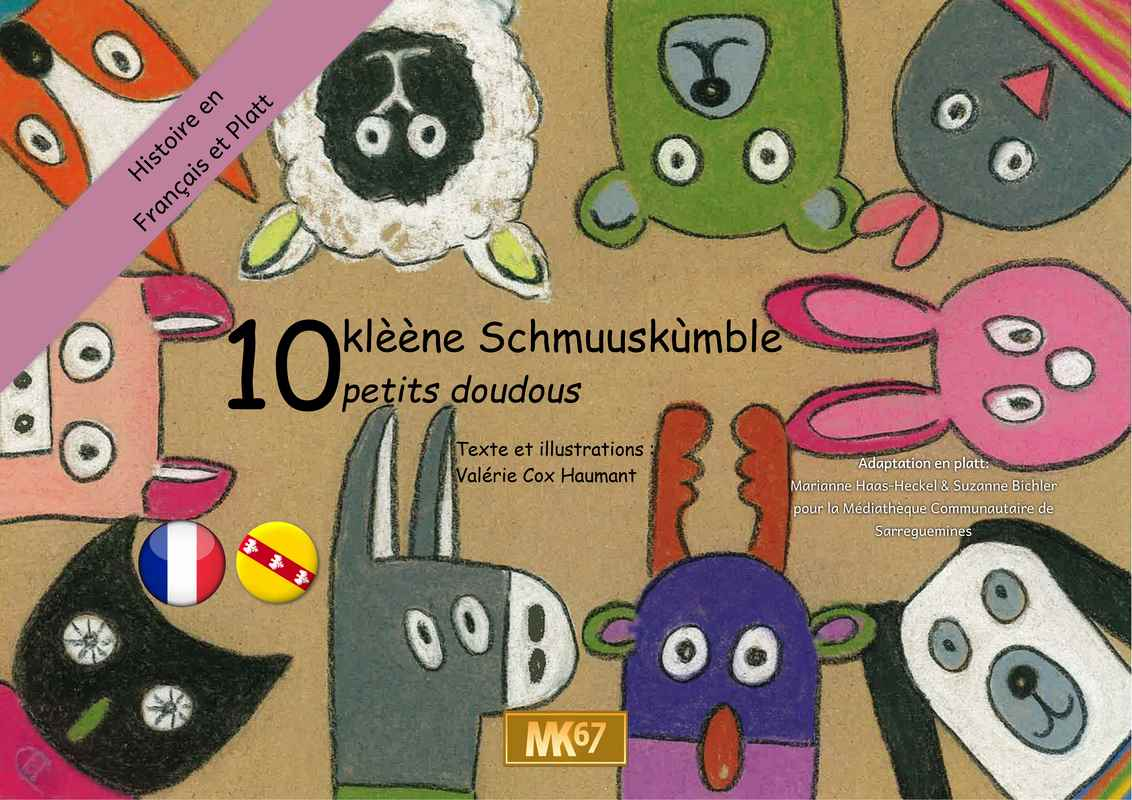 Histoire en
Français et Platt
10 klèène Schmuuskùmble
petits doudous
Texte et illustrations :
Valérie Cox Haumant
Adaptation en platt:
Marianne Haas-Heckel & Suzanne Bichler
pour la Médiathèque Communautaire de
Sarreguemines
MK67